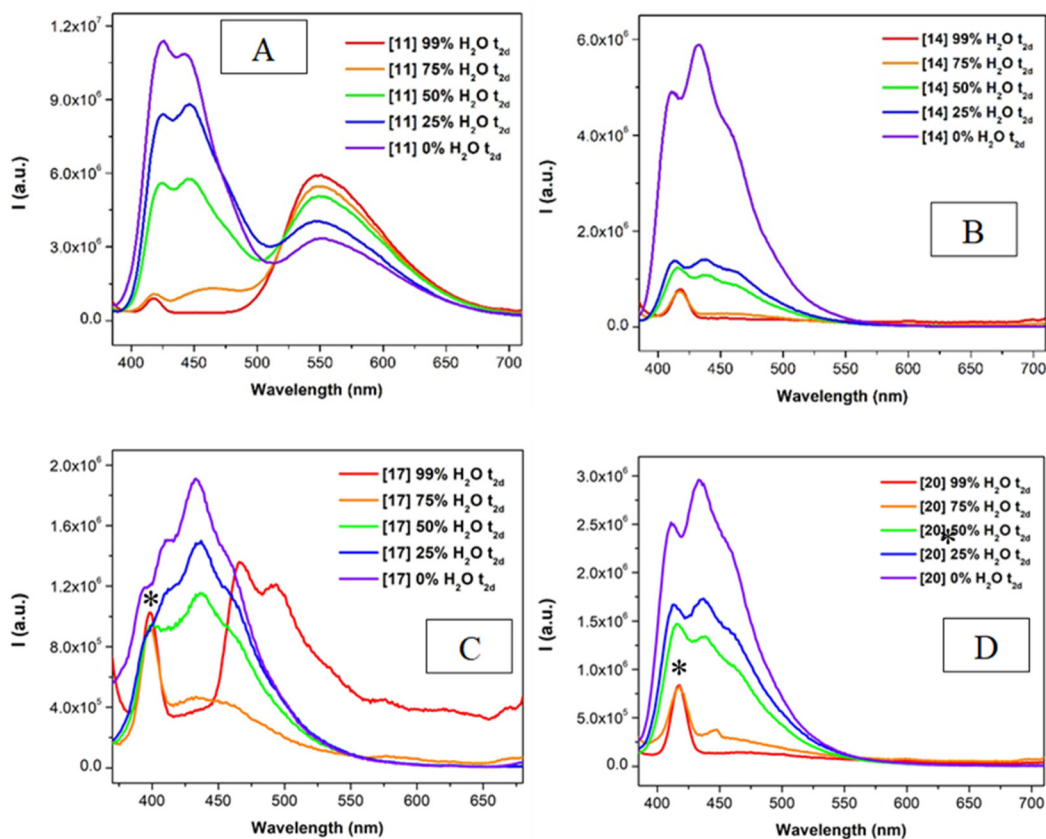 A
1.2x10⁷
9.0x10⁶
6.0x10⁶
3.0x10⁶
0.0
I (a.u.)
[11] 99% H₂O t₂d
[11] 75% H₂O t₂d
[11] 50% H₂O t₂d
[11] 25% H₂O t₂d
[11] 0% H₂O t₂d
400 450 500 550 600 650 700
Wavelength (nm)
B
6.0x10⁶
4.0x10⁶
2.0x10⁶
0.0
I (a.u.)
[14] 99% H₂O t₂d
[14] 75% H₂O t₂d
[14] 50% H₂O t₂d
[14] 25% H₂O t₂d
[14] 0% H₂O t₂d
400 450 500 550 600 650 700
Wavelength (nm)
C
2.0x10⁶
1.6x10⁶
1.2x10⁶
8.0x10⁵
4.0x10⁵
0.0
I (a.u.)
[17] 99% H₂O t₂d
[17] 75% H₂O t₂d
[17] 50% H₂O t₂d
[17] 25% H₂O t₂d
[17] 0% H₂O t₂d
*
400 450 500 550 600 650
Wavelength (nm)
D
3.0x10⁶
2.5x10⁶
2.0x10⁶
1.5x10⁶
1.0x10⁶
5.0x10⁵
0.0
I (a.u.)
[20] 99% H₂O t₂d
[20] 75% H₂O t₂d
[20] 50% H₂O t₂d
*
[20] 25% H₂O t₂d
[20] 0% H₂O t₂d
*
400 450 500 550 600 650 700
Wavelength (nm)